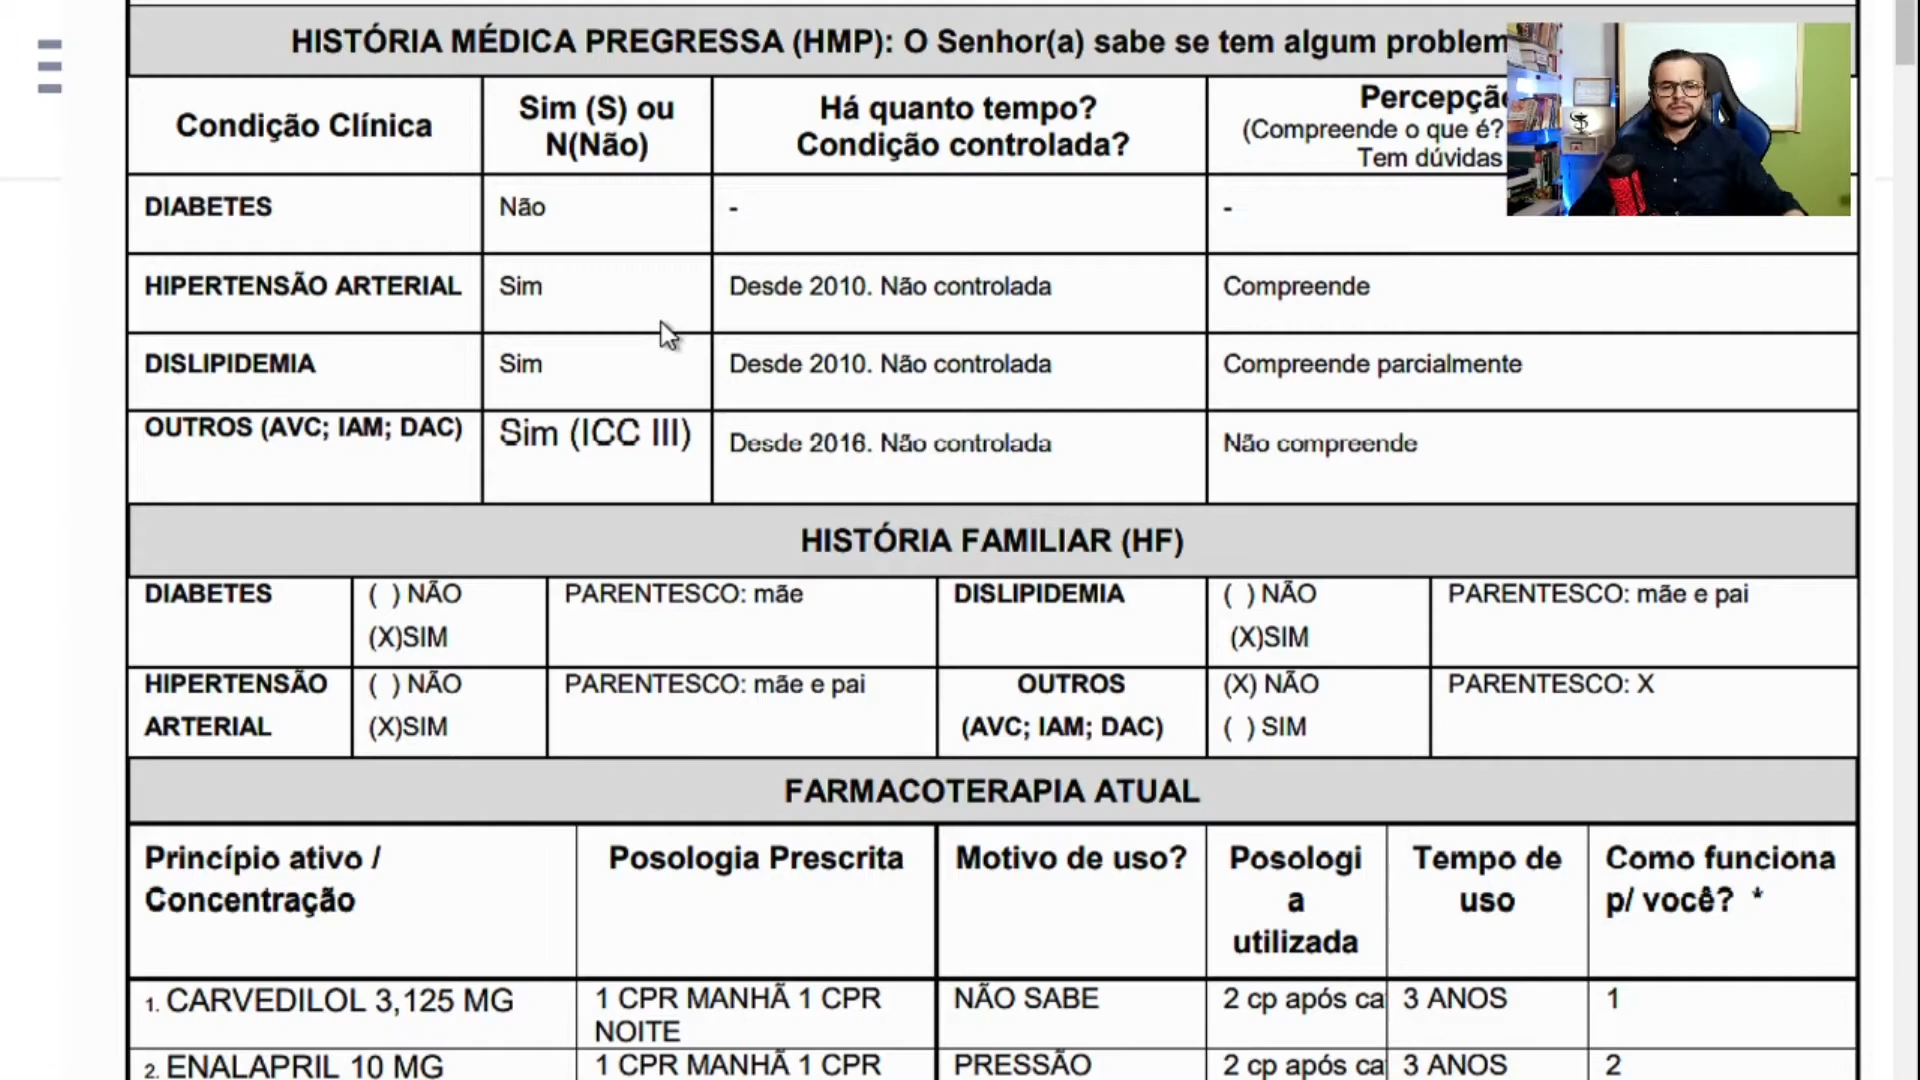 HISTÓRIA MÉDICA PREGRESSA (HMP): O Senhor(a) sabe se tem algum
Condição Clínica
Sim (S) ou
N(Não)
Há quanto tempo?
Condição controlada?
(Compreende o que é?
Tem dúvidas
DIABETES
Não
-
-
HIPERTENSÃO ARTERIAL
Sim
Desde 2010. Não controlada
Compreende
DISLIPIDEMIA
Sim
Desde 2010. Não controlada
Compreende parcialmente
OUTROS (AVC; IAM; DAC)
Sim (ICC III)
Desde 2016. Não controlada
Não compreende
HISTÓRIA FAMILIAR (HF)
DIABETES
( ) NÃO
(X)SIM
PARENTESCO: mãe
DISLIPIDEMIA
( ) NÃO
(X)SIM
PARENTESCO: mãe e pai
HIPERTENSÃO
ARTERIAL
( ) NÃO
(X)SIM
PARENTESCO: mãe e pai
OUTROS
(AVC; IAM; DAC)
(X) NÃO
( ) SIM
PARENTESCO: X
FARMACOTERAPIA ATUAL
Princípio ativo /
Concentração
Posologia Prescrita
Motivo de uso?
Posologi
a
utilizada
Tempo de
uso
Como funciona
p/ você? *
1. CARVEDILOL 3,125 MG
1 CPR MANHÃ 1 CPR
NOITE
NÃO SABE
2 cp após
3 ANOS
1
2. ENALAPRIL 10 MG
1 CPR MANHÃ 1 CPR
PRESSÃO
2 cp após
3 ANOS
2